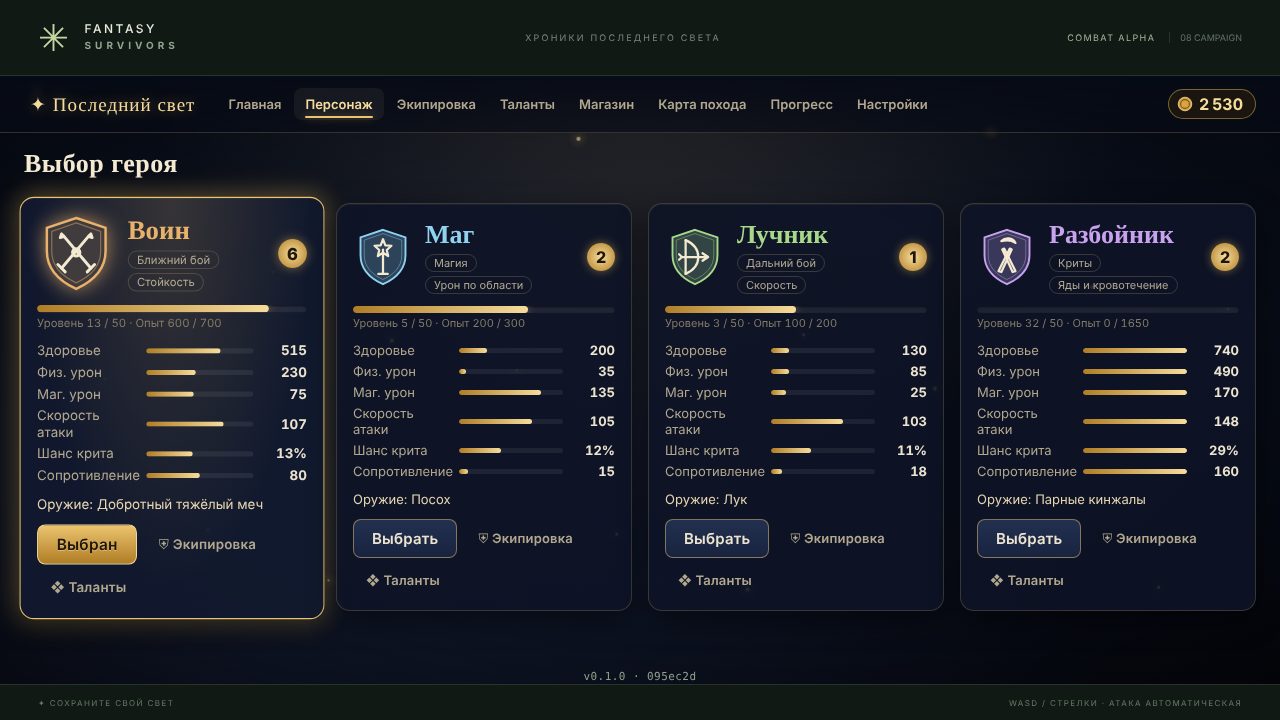 FANTASY
SURVIVORS
ХРОНИКИ ПОСЛЕДНЕГО СВЕТА
COMBAT ALPHA
08 CAMPAIGN
✦ Последний свет
Главная
Персонаж
Экипировка
Таланты
Магазин
Карта похода
Прогресс
Настройки
2 530
Выбор героя
Воин
Ближний бой
Стойкость
6
Уровень 13 / 50 · Опыт 600 / 700
Здоровье 515
Физ. урон 230
Маг. урон 75
Скорость
атаки 107
Шанс крита 13%
Сопротивление 80
Оружие: Добротный тяжёлый меч
Выбран
⛨ Экипировка
❖ Таланты
Маг
Магия
Урон по области
2
Уровень 5 / 50 · Опыт 200 / 300
Здоровье 200
Физ. урон 35
Маг. урон 135
Скорость
атаки 105
Шанс крита 12%
Сопротивление 15
Оружие: Посох
Выбрать
⛨ Экипировка
❖ Таланты
Лучник
Дальний бой
Скорость
1
Уровень 3 / 50 · Опыт 100 / 200
Здоровье 130
Физ. урон 85
Маг. урон 25
Скорость
атаки 103
Шанс крита 11%
Сопротивление 18
Оружие: Лук
Выбрать
⛨ Экипировка
❖ Таланты
Разбойник
Криты
Яды и кровотечение
2
Уровень 32 / 50 · Опыт 0 / 1650
Здоровье 740
Физ. урон 490
Маг. урон 170
Скорость
атаки 148
Шанс крита 29%
Сопротивление 160
Оружие: Парные кинжалы
Выбрать
⛨ Экипировка
❖ Таланты
v0.1.0 · 095ec2d
✦ СОХРАНИТЕ СВОЙ СВЕТ
WASD / СТРЕЛКИ · АТАКА АВТОМАТИЧЕСКАЯ